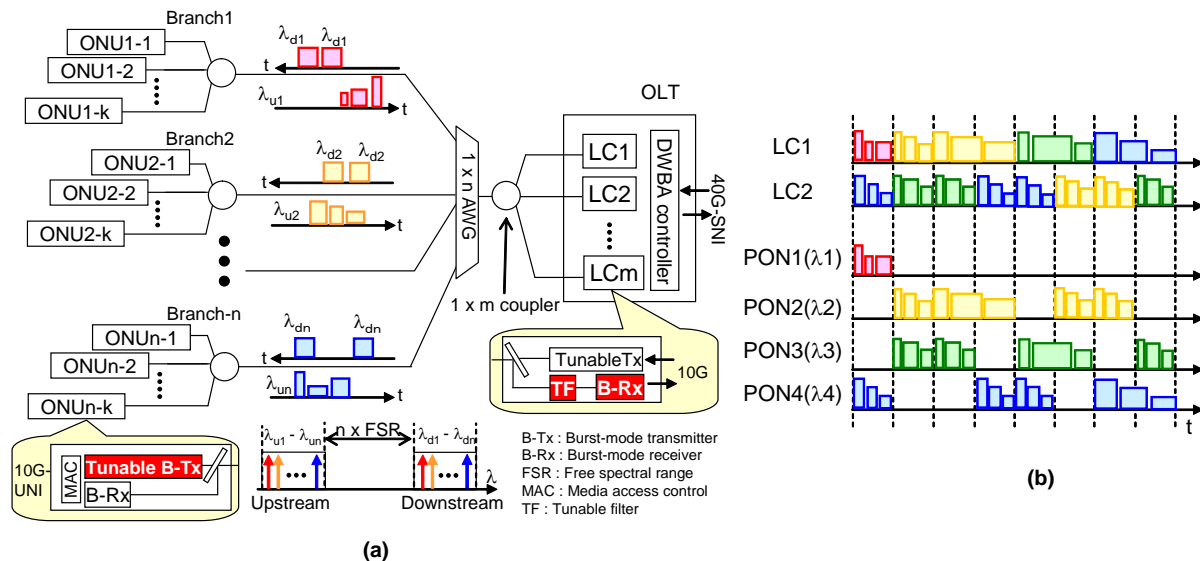 Branch1
ONU1-1
ONU1-2
ONU1-k
λd1 λd1
t
λu1
t
Branch2
ONU2-1
ONU2-2
ONU2-k
λd2 λd2
t
λu2
t
Branch-n
ONUn-1
ONUn-2
ONUn-k
λdn λdn
t
λun
t
1 x n AWG
1 x m coupler
OLT
LC1
LC2
LCm
DWBA controller
40G-SNI
TunableTx
TF
B-Rx
10G
10G-
UNI
MAC
Tunable B-Tx
B-Rx
λu1 - λun
n x FSR
λd1 - λdn
λ
Upstream
Downstream
B-Tx : Burst-mode transmitter
B-Rx : Burst-mode receiver
FSR : Free spectral range
MAC : Media access control
TF : Tunable filter
(a)
LC1
LC2
PON1(λ1)
PON2(λ2)
PON3(λ3)
PON4(λ4)
t
(b)